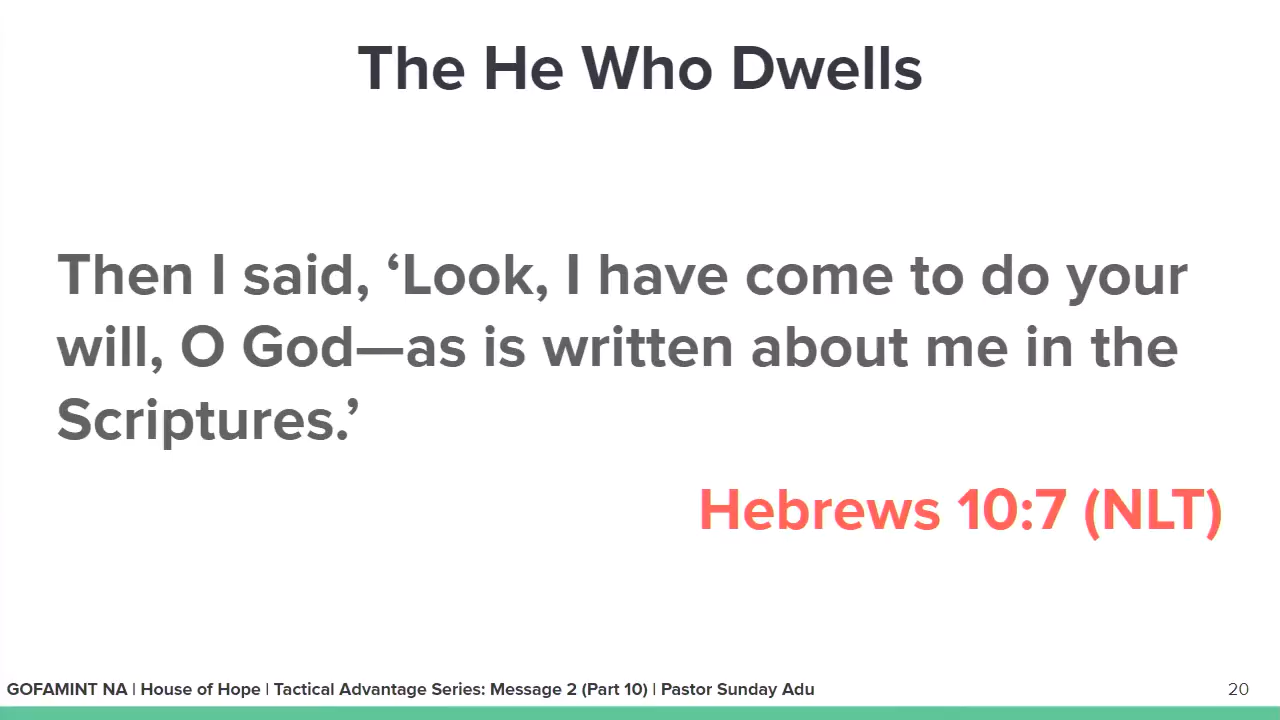 The He Who Dwells
Then I said, ‘Look, I have come to do your
will, O God—as is written about me in the
Scriptures.’
Hebrews 10:7 (NLT)
GOFAMINT NA | House of Hope | Tactical Advantage Series: Message 2 (Part 10) | Pastor Sunday Adu
20